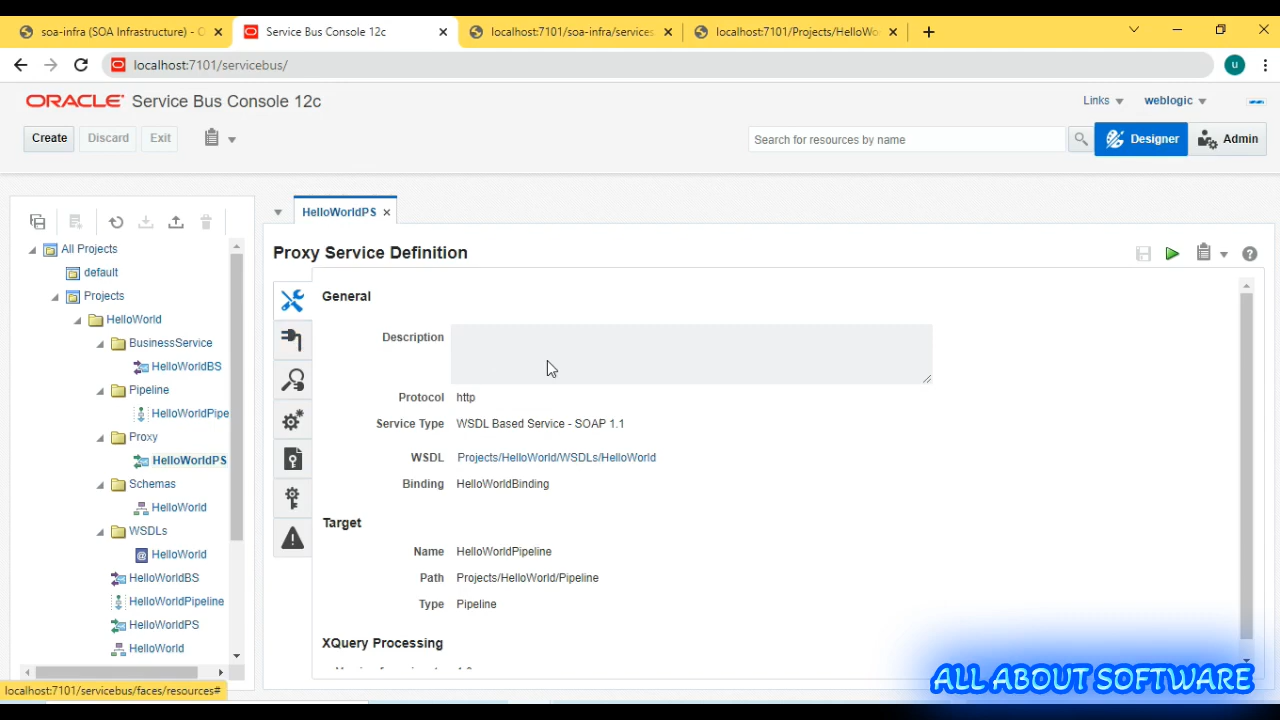 soa-infra (SOA Infrastructure) - O
Service Bus Console 12c
localhost:7101/soa-infra/services
localhost:7101/Projects/HelloWo
localhost:7101/servicebus/
u
ORACLE Service Bus Console 12c
Links
weblogic
Create
Discard
Exit
Search for resources by name
Designer
Admin
HelloWorldPS
All Projects
default
Projects
HelloWorld
BusinessService
HelloWorldBS
Pipeline
HelloWorldPipe
Proxy
HelloWorldPS
Schemas
HelloWorld
WSDLs
HelloWorld
HelloWorldBS
HelloWorldPipeline
HelloWorldPS
HelloWorld
Proxy Service Definition
General
Description
Protocol http
Service Type WSDL Based Service - SOAP 1.1
WSDL Projects/HelloWorld/WSDLs/HelloWorld
Binding HelloWorldBinding
Target
Name HelloWorldPipeline
Path Projects/HelloWorld/Pipeline
Type Pipeline
XQuery Processing
localhost:7101/servicebus/faces/resources#
ALL ABOUT SOFTWARE